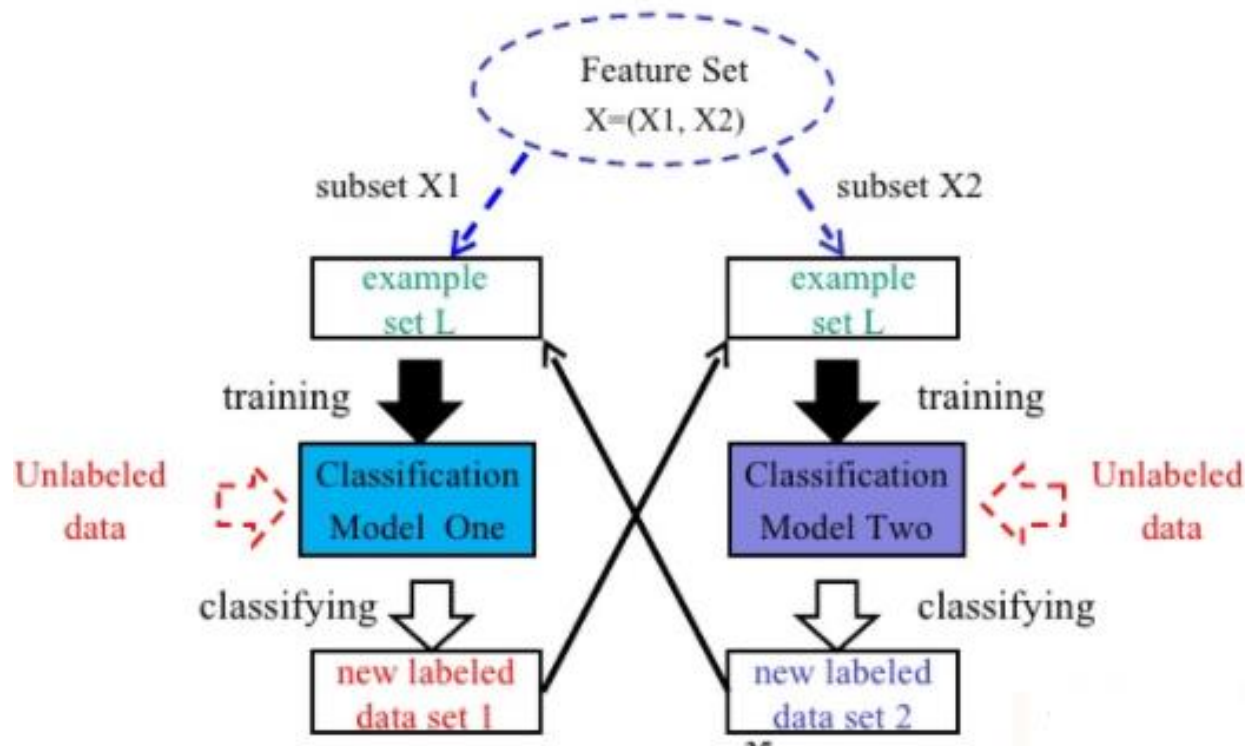 Feature Set
X=(X1, X2)
subset X1
subset X2
example
set L
example
set L
training
training
Unlabeled
data
Classification
Model One
Classification
Model Two
Unlabeled
data
classifying
classifying
new labeled
data set 1
new labeled
data set 2